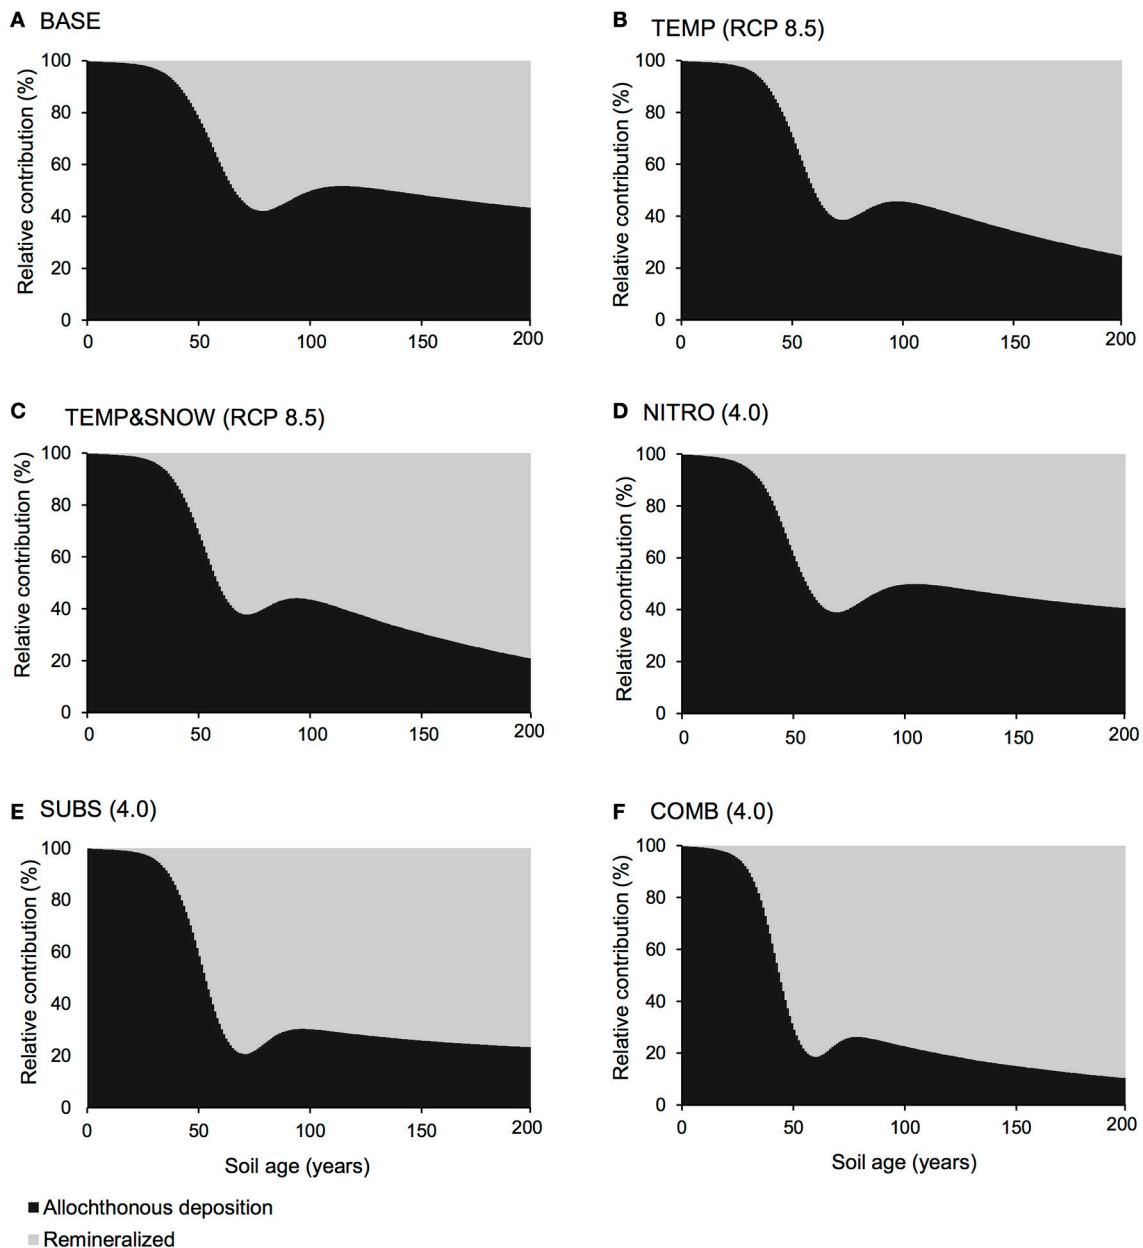 A BASE
Relative contribution (%)
100
80
60
40
20
0
0 50 100 150 200
B TEMP (RCP 8.5)
Relative contribution (%)
100
80
60
40
20
0
0 50 100 150 200
C TEMP&SNOW (RCP 8.5)
Relative contribution (%)
100
80
60
40
20
0
0 50 100 150 200
D NITRO (4.0)
Relative contribution (%)
100
80
60
40
20
0
0 50 100 150 200
E SUBS (4.0)
Relative contribution (%)
100
80
60
40
20
0
0 50 100 150 200
Soil age (years)
F COMB (4.0)
Relative contribution (%)
100
80
60
40
20
0
0 50 100 150 200
Soil age (years)
Allochthonous deposition
Remineralized